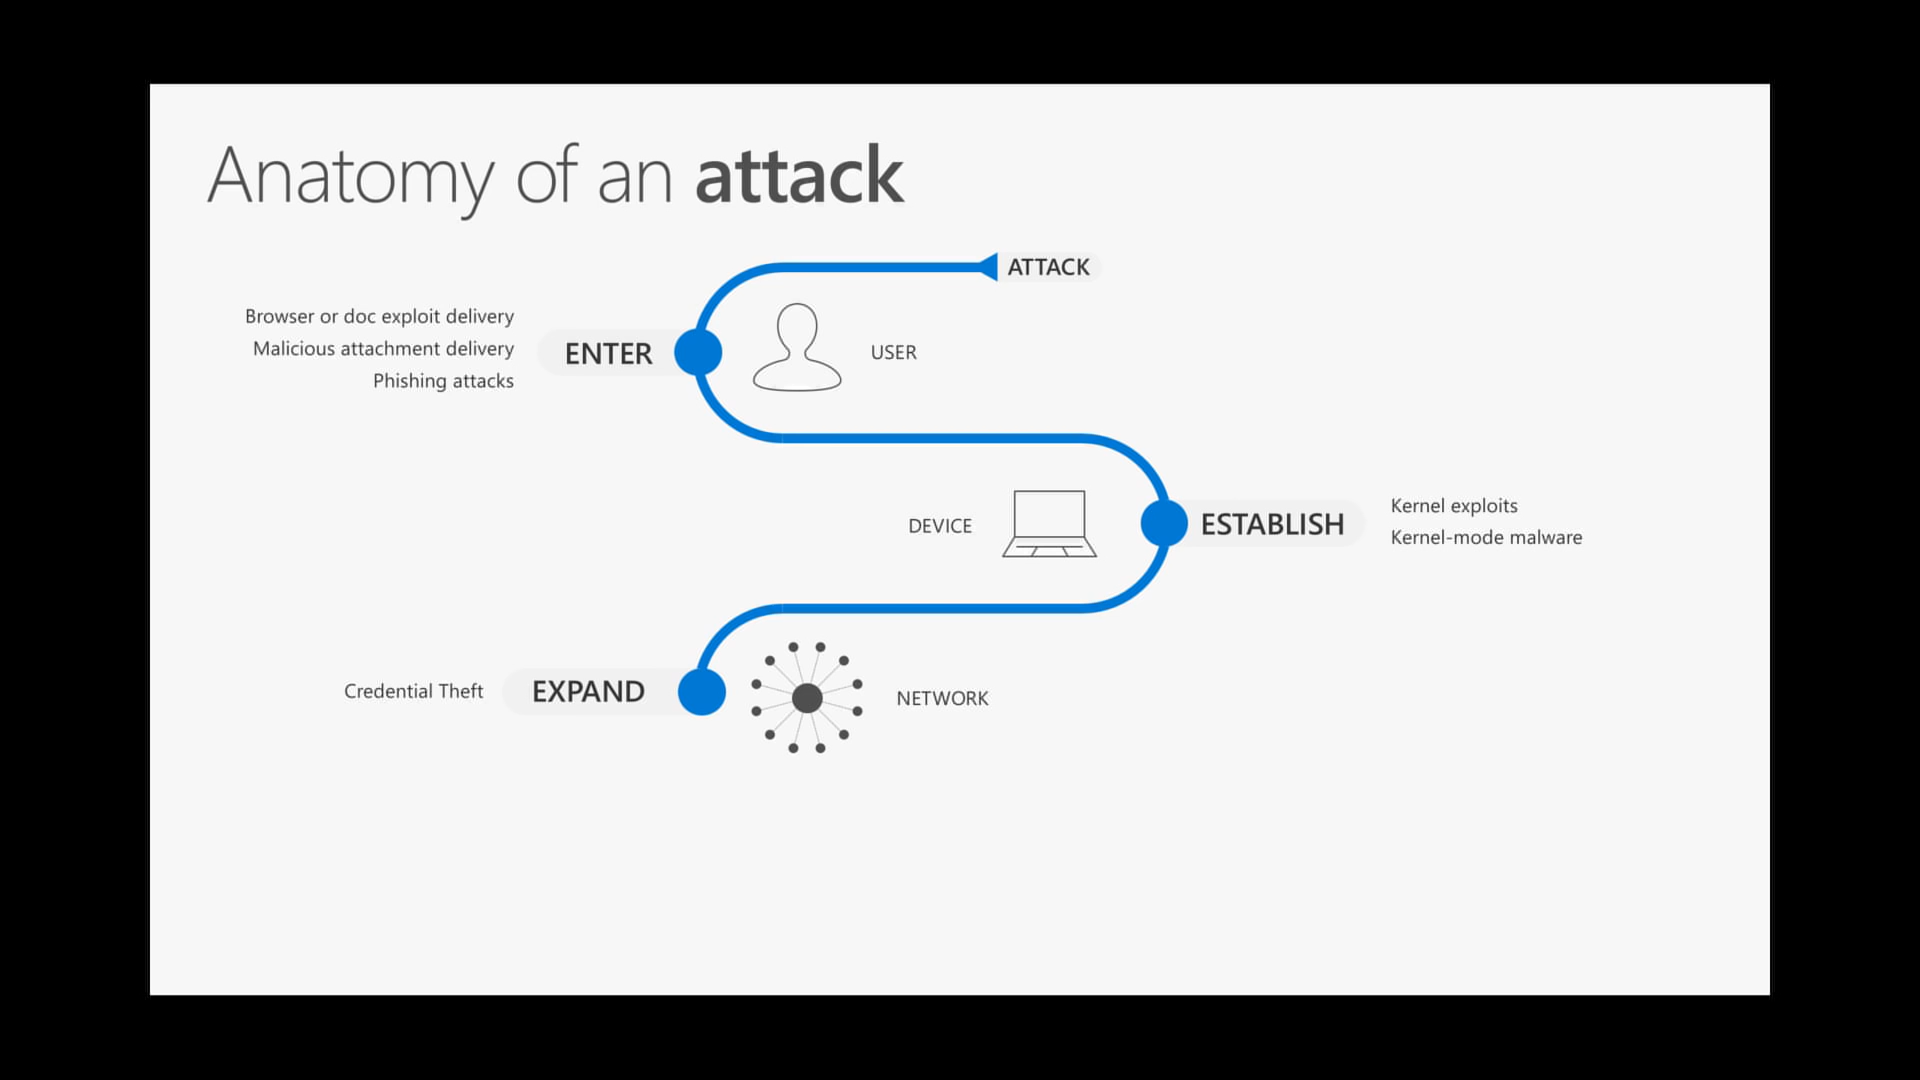 Anatomy of an attack
ATTACK
Browser or doc exploit delivery
Malicious attachment delivery
Phishing attacks
ENTER
USER
DEVICE
ESTABLISH
Kernel exploits
Kernel-mode malware
Credential Theft
EXPAND
NETWORK